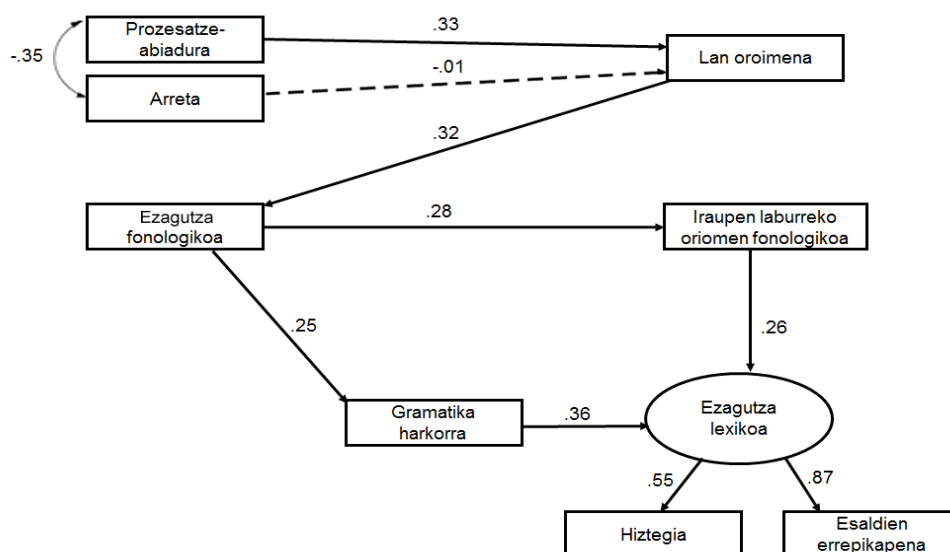 Prozesatze-
abiadura
.33
Lan oroimena
-.35
-.01
Arreta
.32
Ezagutza
fonologikoa
.28
Iraupen laburreko
oriomen fonologikoa
.25
.26
Gramatika
harkorra
.36
Ezagutza
lexikoa
.55
.87
Hiztegia
Esaldien
errepikapena